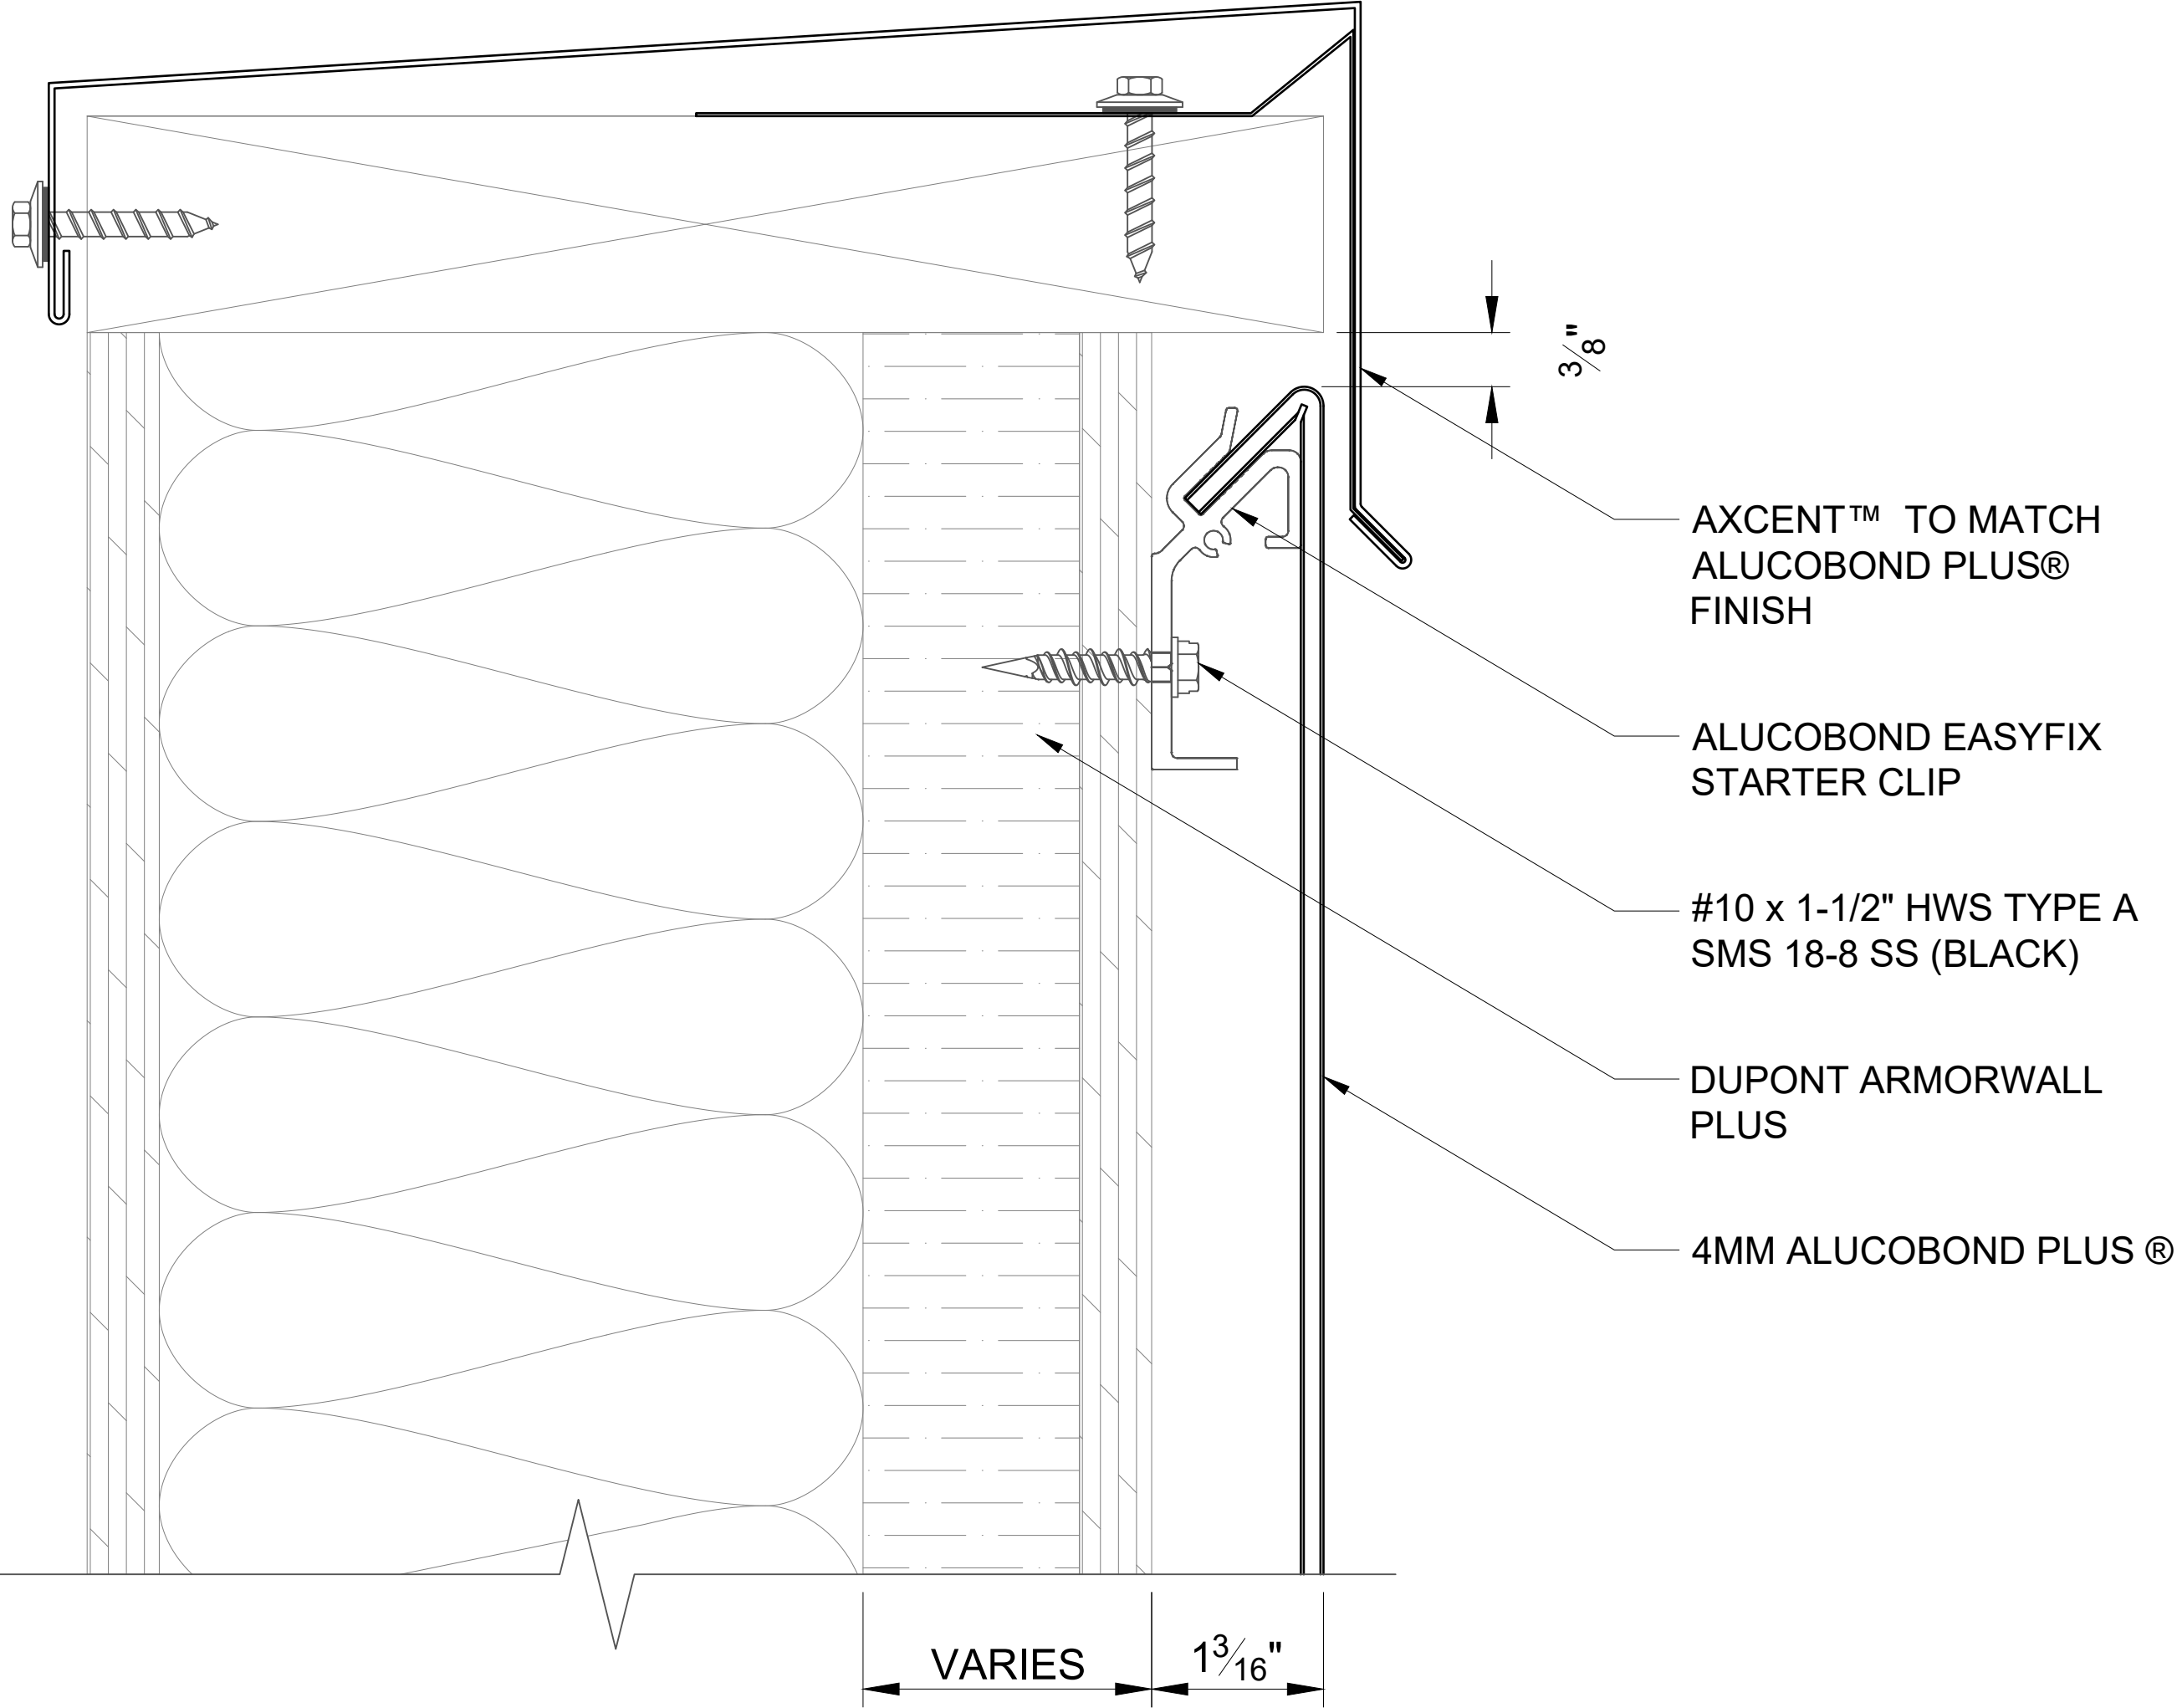 3/8"
AXCENT™ TO MATCH
ALUCOBOND PLUS®
FINISH
ALUCOBOND EASYFIX
STARTER CLIP
#10 x 1-1/2" HWS TYPE A
SMS 18-8 SS (BLACK)
DUPONT ARMORWALL
PLUS
4MM ALUCOBOND PLUS ®
VARIES
1 3/16"